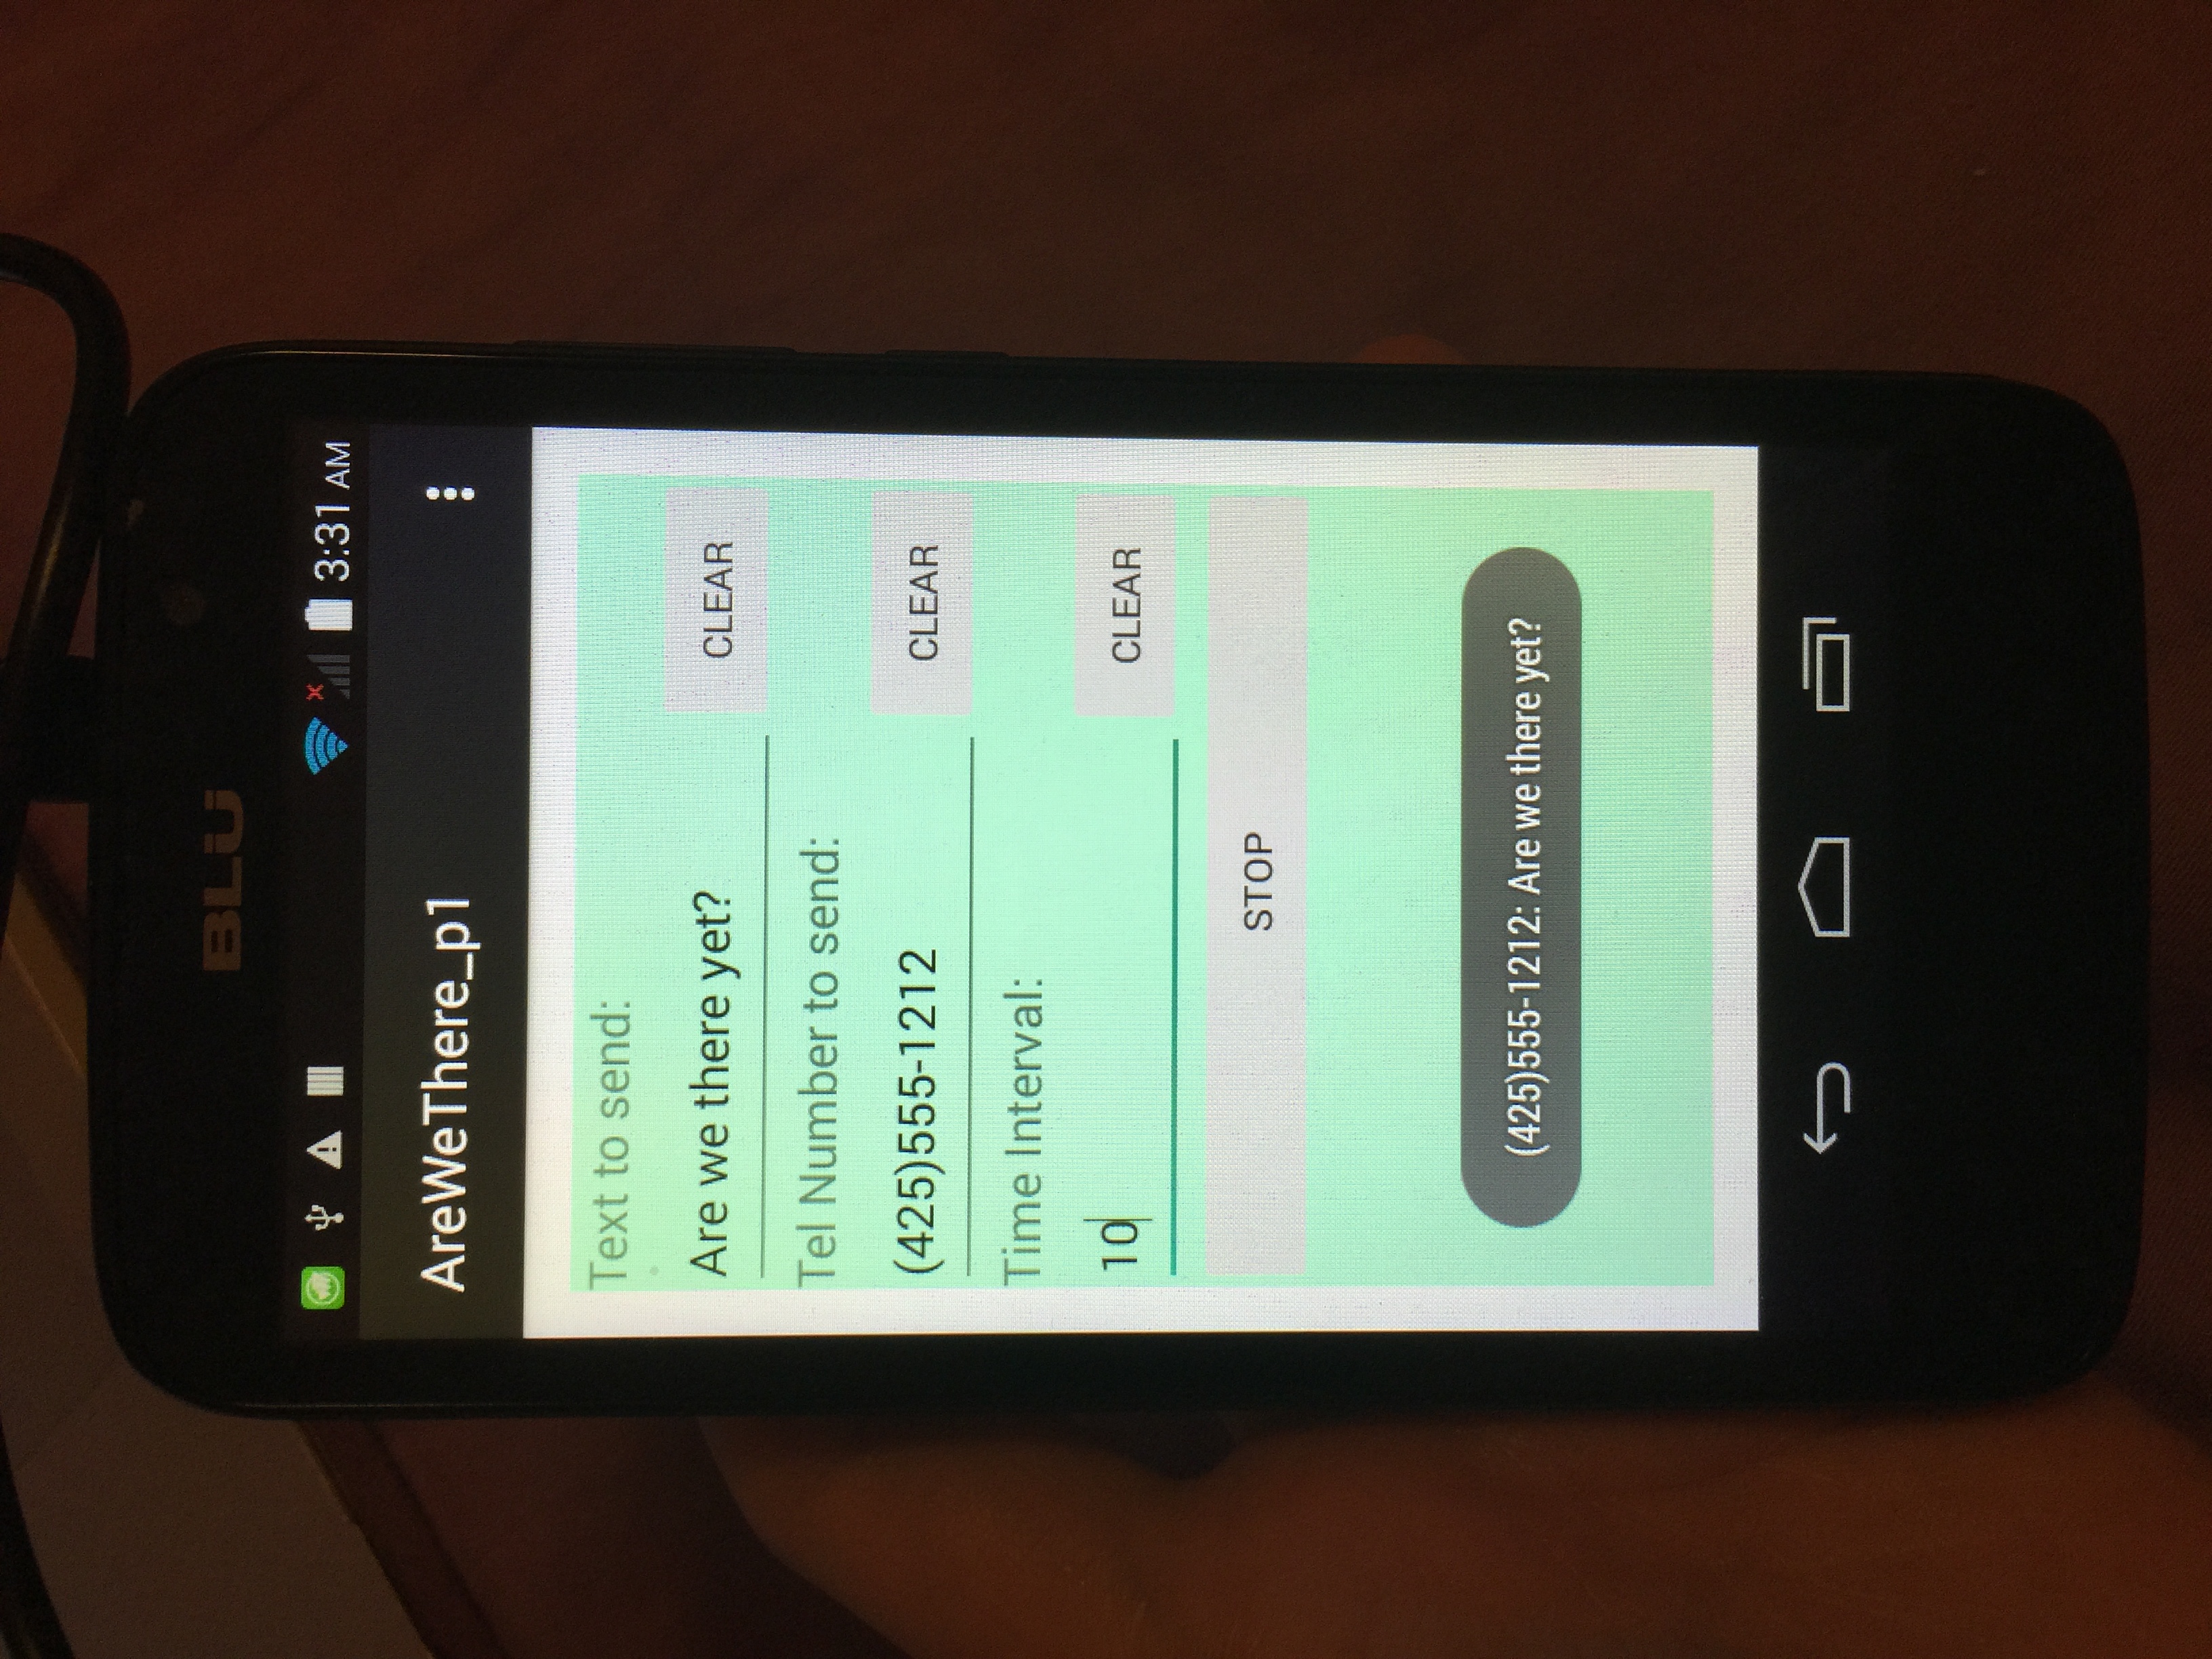 BLU
3:31 AM
AreWeThere_p1
Text to send:
Are we there yet?
CLEAR
Tel Number to send:
(425)555-1212
CLEAR
Time Interval:
10
CLEAR
STOP
(425)555-1212: Are we there yet?